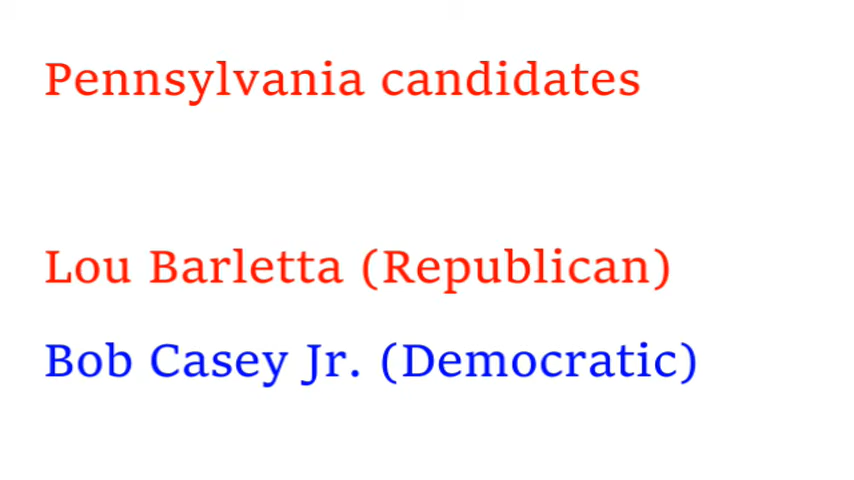 Pennsylvania candidates
Lou Barletta (Republican)
Bob Casey Jr. (Democratic)